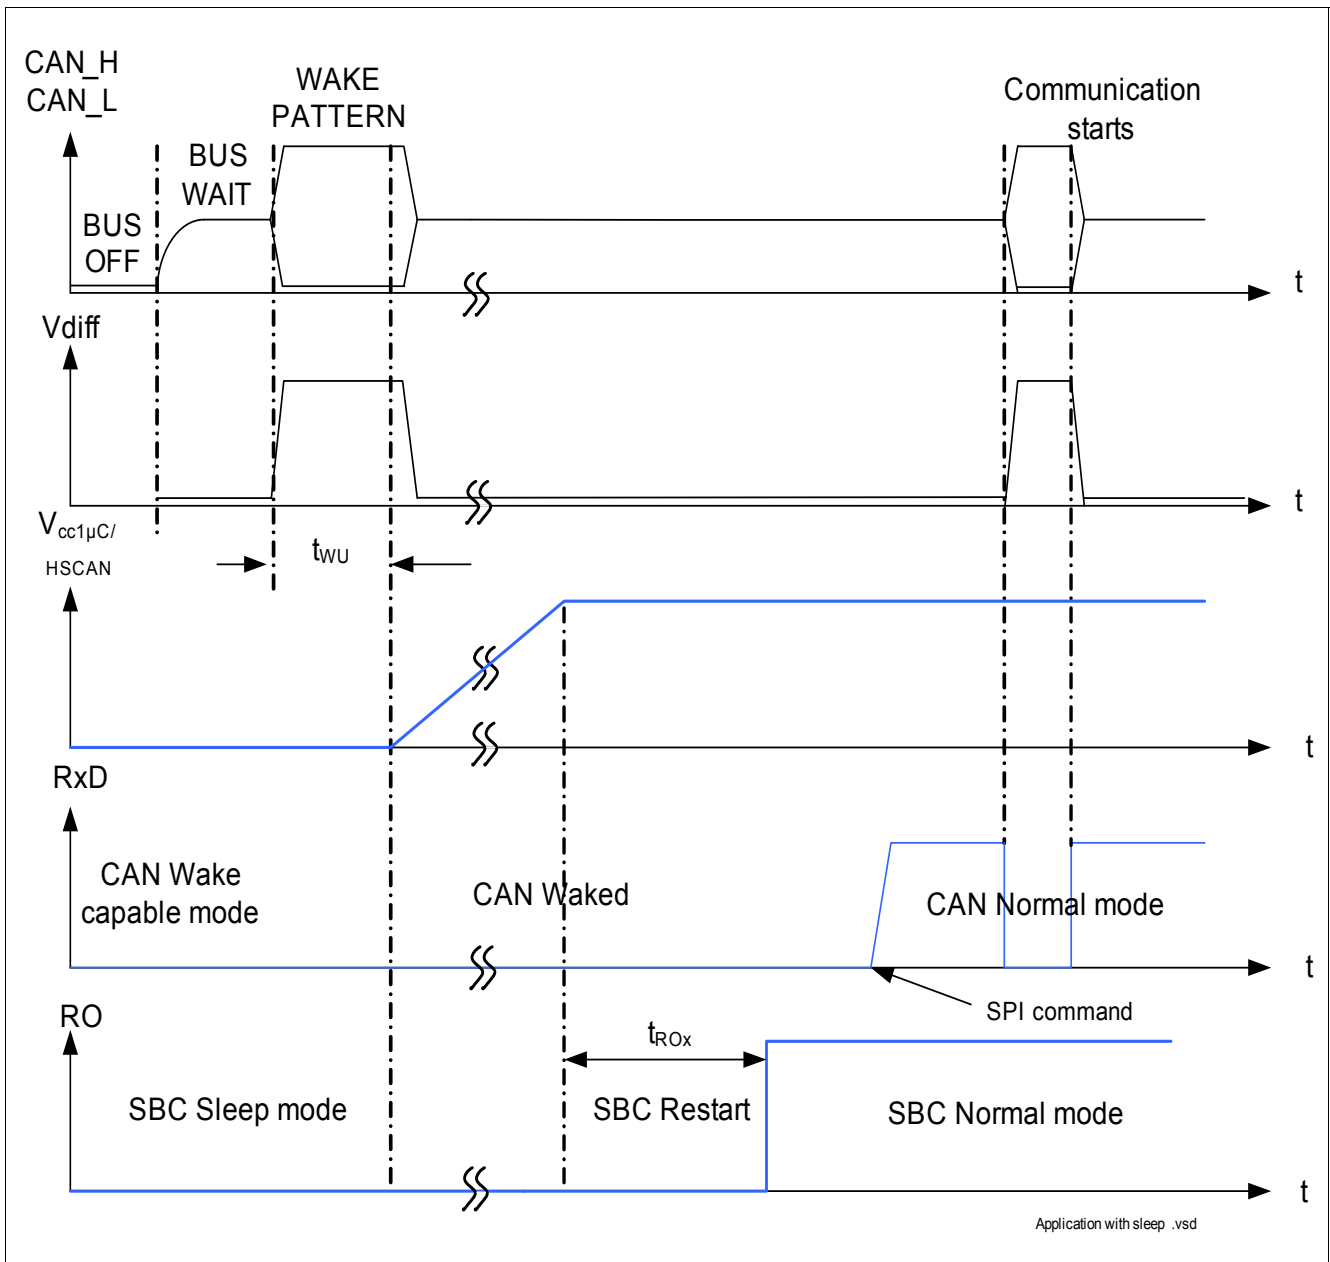 CAN_H
CAN_L
WAKE
PATTERN
Communication
starts
BUS
WAIT
BUS
OFF
t
Vdiff
t
Vcc1µC/
HSCAN
tWU
t
RxD
CAN Wake
capable mode
CAN Waked
CAN Normal mode
t
SPI command
RO
tROx
SBC Sleep mode
SBC Restart
SBC Normal mode
t
Application with sleep .vsd